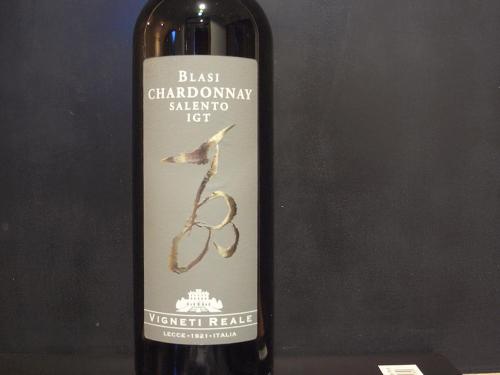 BLASI
CHARDONNAY
SALENTO
IGT
VIGNETI REALE
LECCE•1921•ITALIA